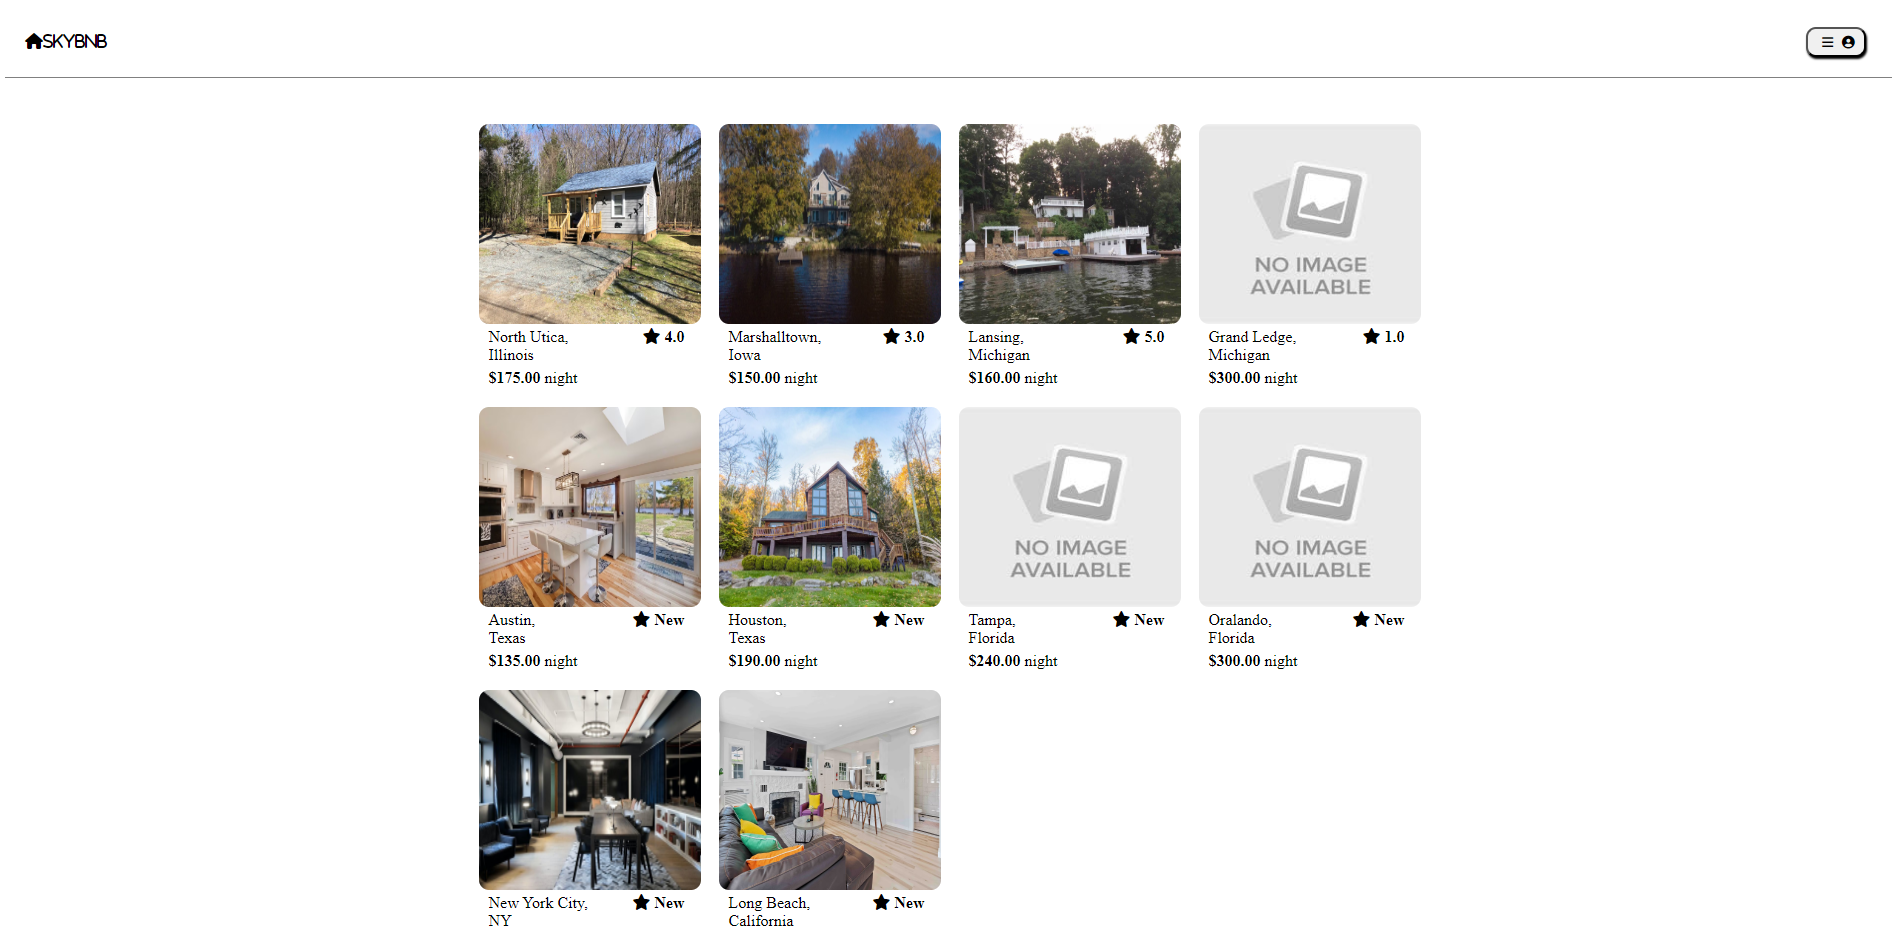 SKYBNB
NO IMAGE
AVAILABLE
North Utica,
Illinois
4.0
$175.00 night
Marshalltown,
Iowa
3.0
$150.00 night
Lansing,
Michigan
5.0
$160.00 night
Grand Ledge,
Michigan
1.0
$300.00 night
NO IMAGE
AVAILABLE
NO IMAGE
AVAILABLE
Austin,
Texas
New
$135.00 night
Houston,
Texas
New
$190.00 night
Tampa,
Florida
New
$240.00 night
Oralando,
Florida
New
$300.00 night
New York City,
NY
New
Long Beach,
California
New